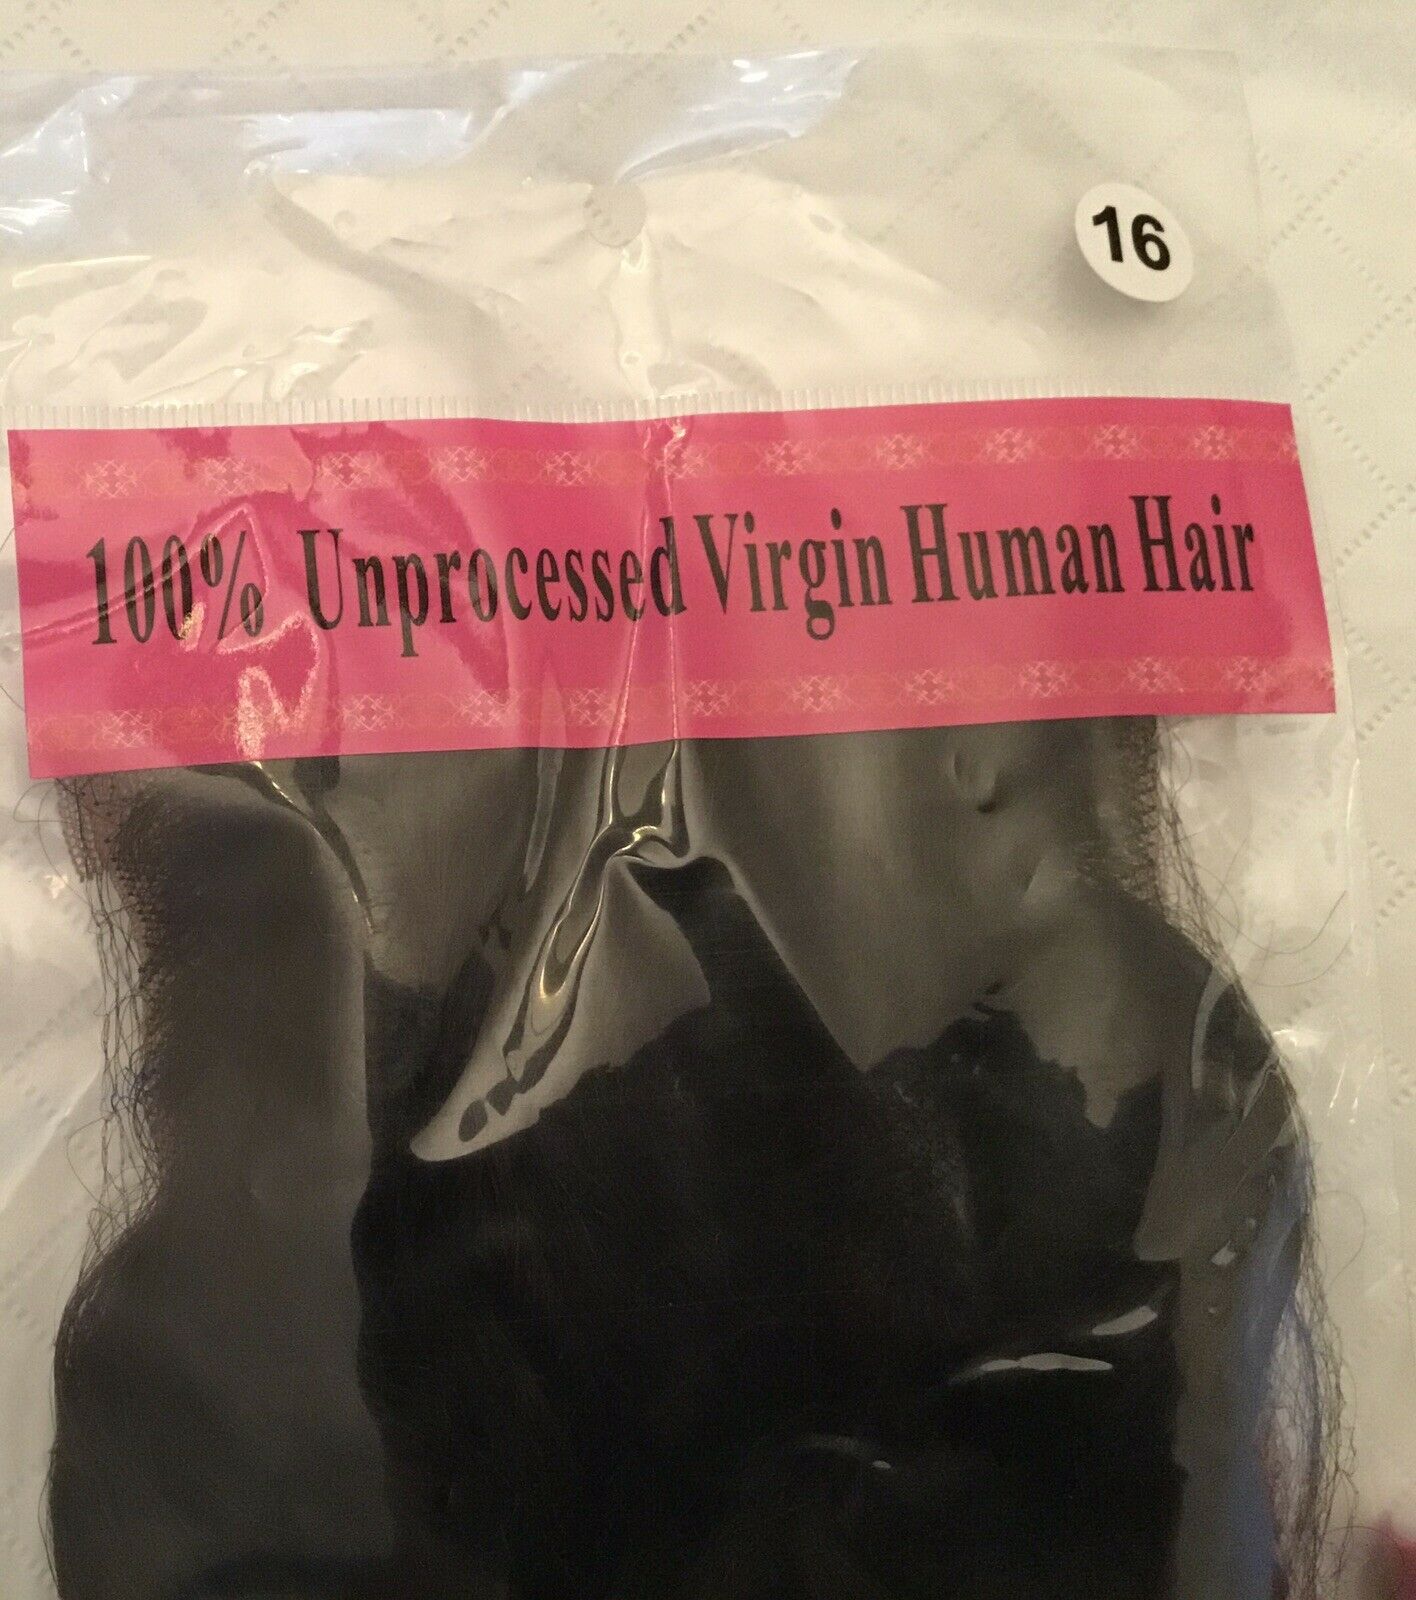 16
100% Unprocessed Virgin Human Hair